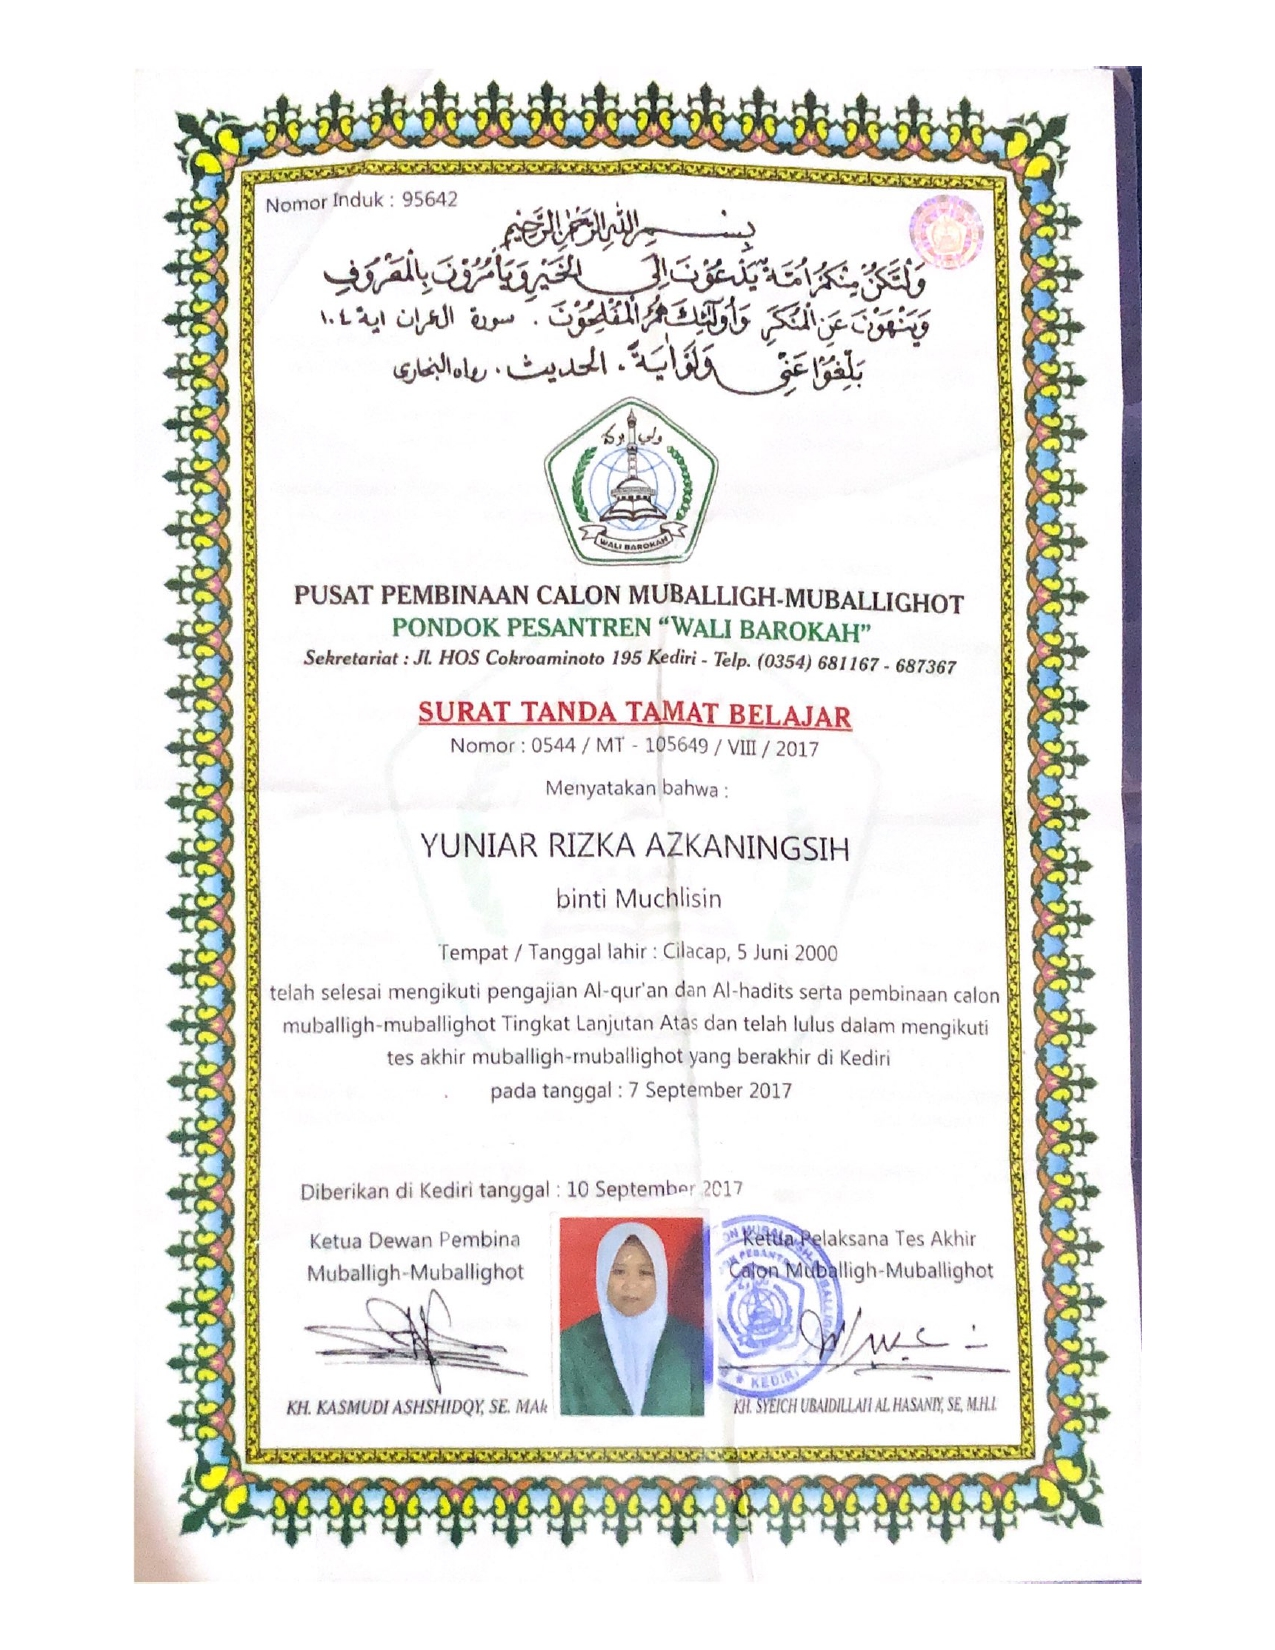 Nomor Induk : 95642
بِسْمِ اللهِ الرَّحْمٰنِ الرَّحِيْمِ
وَلْتَكُنْ مِنْكُمْ اُمَّةٌ يَدْعُوْنَ اِلَى الْخَيْرِ وَيَأْمُرُوْنَ بِالْمَعْرُوْفِ
وَيَنْهَوْنَ عَنِ الْمُنْكَرِ وَاُولٰئِكَ هُمُ الْمُفْلِحُوْنَ . سورة العمران اية ١٠٤
بَلِّغُوْا عَنِّى وَلَوْ اٰيَةً . الحديث . رواه البخارى
WALI BAROKAH
PUSAT PEMBINAAN CALON MUBALLIGH-MUBALLIGHOT
PONDOK PESANTREN “WALI BAROKAH”
Sekretariat : Jl. HOS Cokroaminoto 195 Kediri - Telp. (0354) 681167 - 687367
SURAT TANDA TAMAT BELAJAR
Nomor : 0544 / MT - 105649 / VIII / 2017
Menyatakan bahwa :
YUNIAR RIZKA AZKANINGSIH
binti Muchlisin
Tempat / Tanggal lahir : Cilacap, 5 Juni 2000
telah selesai mengikuti pengajian Al-qur'an dan Al-hadits serta pembinaan calon
muballigh-muballighot Tingkat Lanjutan Atas dan telah lulus dalam mengikuti
tes akhir muballigh-muballighot yang berakhir di Kediri
pada tanggal : 7 September 2017
Diberikan di Kediri tanggal : 10 September 2017
Ketua Dewan Pembina
Muballigh-Muballighot
Ketua Pelaksana Tes Akhir
Calon Muballigh-Muballighot
KEDIRI
KH. KASMUDI ASHSHIDQY, SE. MAk
KH. SYEICH UBAIDILLAH AL HASANIY, SE, M.H.I.